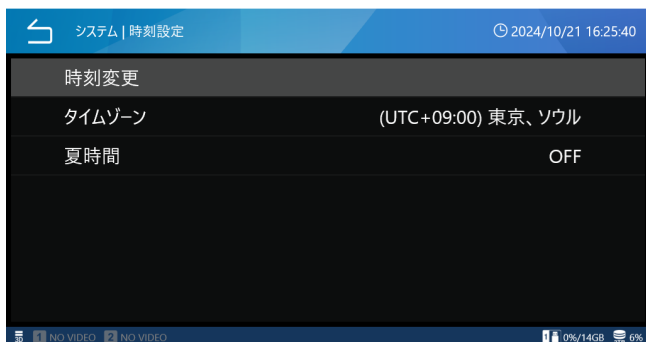 システム | 時刻設定 2024/10/21 16:25:40
時刻変更
タイムゾーン (UTC+09:00) 東京、ソウル
夏時間 OFF
3D 1 NO VIDEO 2 NO VIDEO 1 0%/14GB 6%